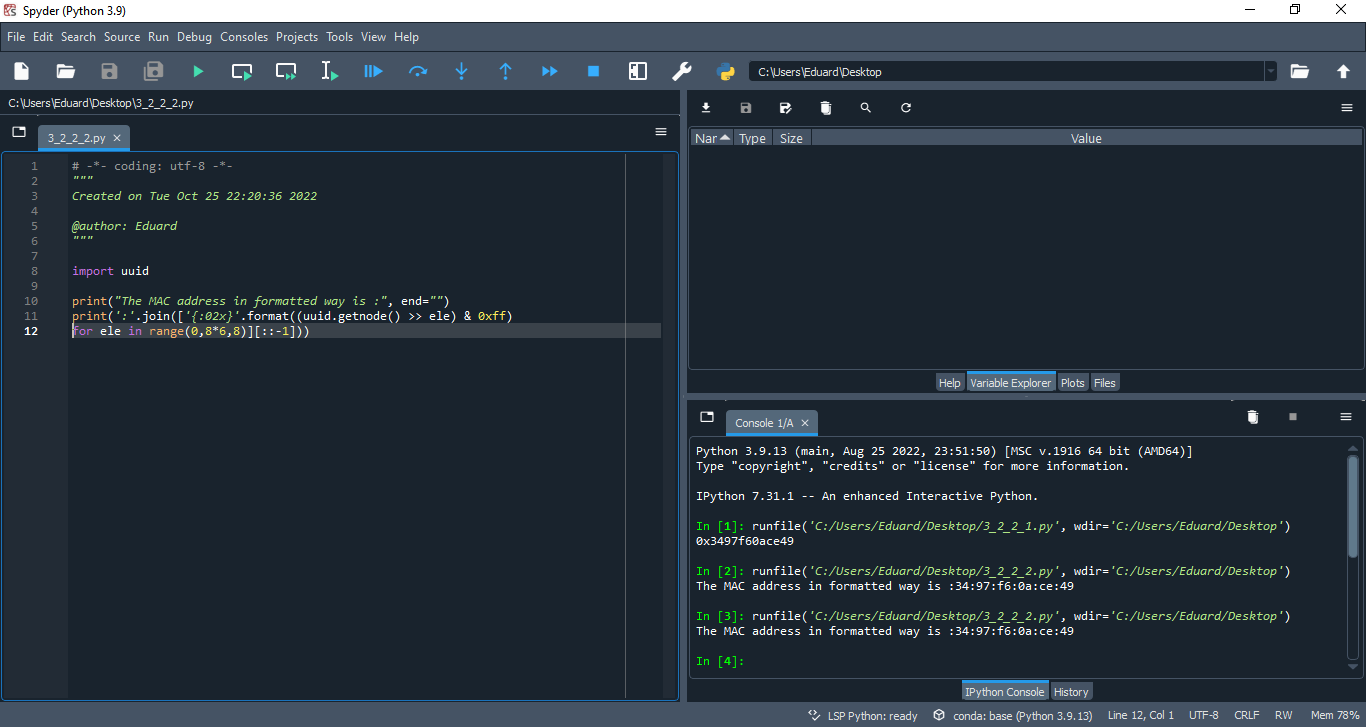 Spyder (Python 3.9)
File Edit Search Source Run Debug Consoles Projects Tools View Help
C:\Users\Eduard\Desktop
C:\Users\Eduard\Desktop\3_2_2_2.py
3_2_2_2.py
1 # -*- coding: utf-8 -*-
2 """
3 Created on Tue Oct 25 22:20:36 2022
4
5 @author: Eduard
6 """
7
8 import uuid
9
10 print("The MAC address in formatted way is :", end="")
11 print(':'.join(['{:02x}'.format((uuid.getnode() >> ele) & 0xff)
12 for ele in range(0,8*6,8)][::-1]))
Nar Type Size Value
Help Variable Explorer Plots Files
Console 1/A
Python 3.9.13 (main, Aug 25 2022, 23:51:50) [MSC v.1916 64 bit (AMD64)]
Type "copyright", "credits" or "license" for more information.
IPython 7.31.1 -- An enhanced Interactive Python.
In [1]: runfile('C:/Users/Eduard/Desktop/3_2_2_1.py', wdir='C:/Users/Eduard/Desktop')
0x3497f60ace49
In [2]: runfile('C:/Users/Eduard/Desktop/3_2_2_2.py', wdir='C:/Users/Eduard/Desktop')
The MAC address in formatted way is :34:97:f6:0a:ce:49
In [3]: runfile('C:/Users/Eduard/Desktop/3_2_2_2.py', wdir='C:/Users/Eduard/Desktop')
The MAC address in formatted way is :34:97:f6:0a:ce:49
In [4]:
IPython Console History
LSP Python: ready conda: base (Python 3.9.13) Line 12, Col 1 UTF-8 CRLF RW Mem 78%